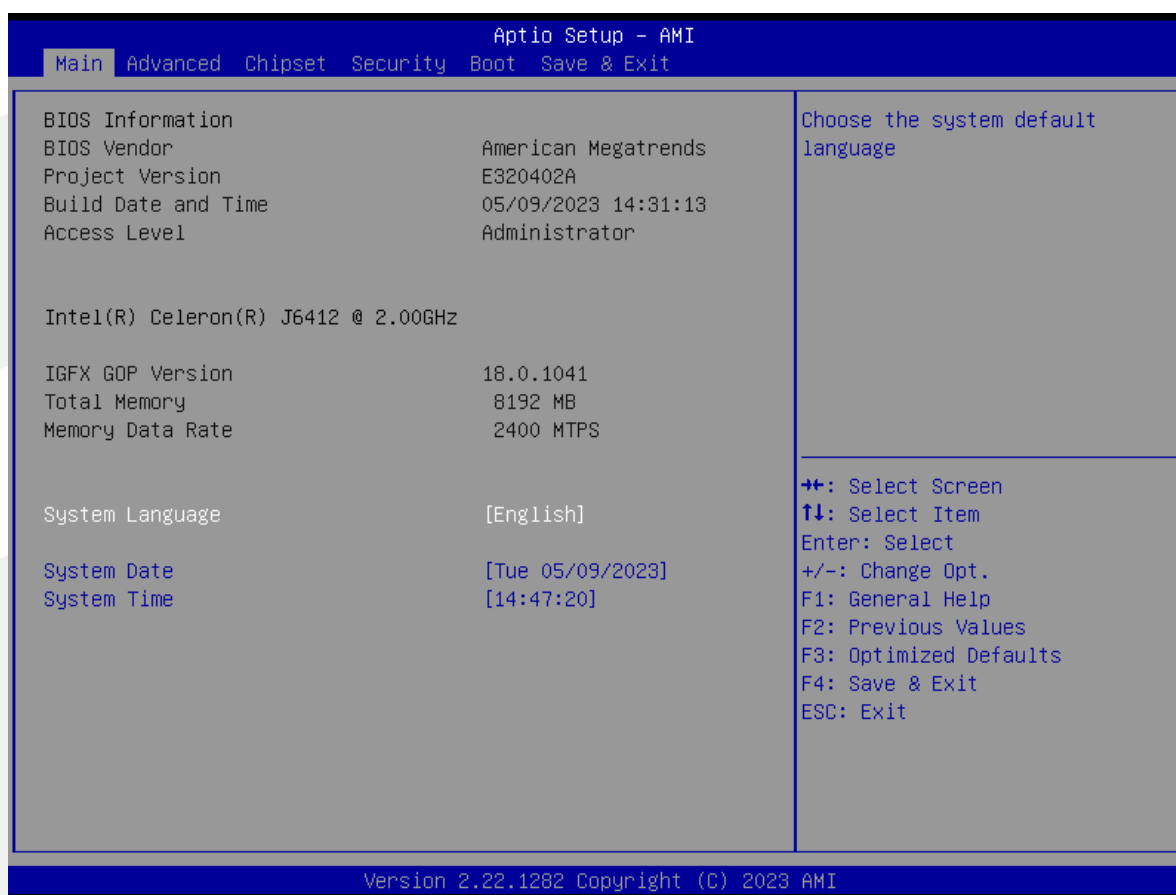 Aptio Setup – AMI
Main Advanced Chipset Security Boot Save & Exit
BIOS Information
BIOS Vendor American Megatrends
Project Version E320402A
Build Date and Time 05/09/2023 14:31:13
Access Level Administrator
Intel(R) Celeron(R) J6412 @ 2.00GHz
IGFX GOP Version 18.0.1041
Total Memory 8192 MB
Memory Data Rate 2400 MTPS
System Language [English]
System Date [Tue 05/09/2023]
System Time [14:47:20]
Choose the system default
language
→←: Select Screen
↑↓: Select Item
Enter: Select
+/-: Change Opt.
F1: General Help
F2: Previous Values
F3: Optimized Defaults
F4: Save & Exit
ESC: Exit
Version 2.22.1282 Copyright (C) 2023 AMI